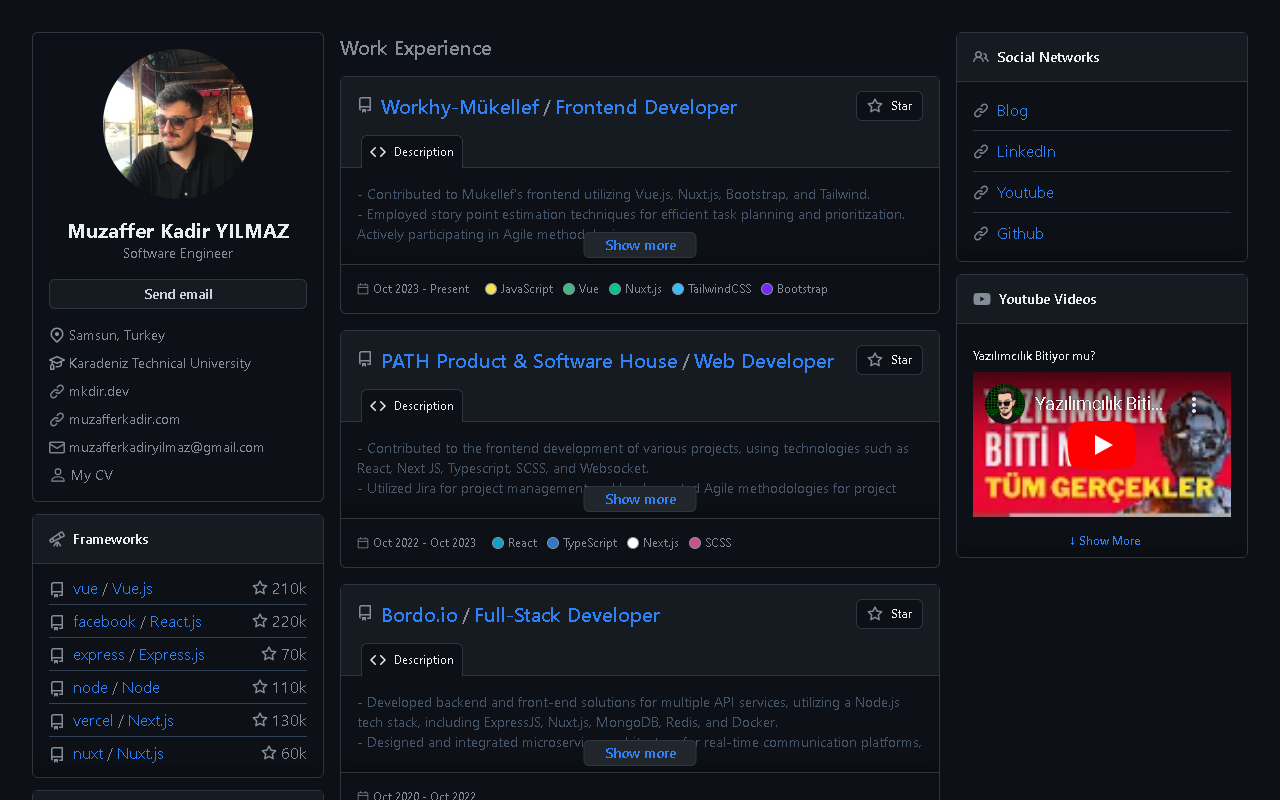 Muzaffer Kadir YILMAZ
Software Engineer
Send email
Samsun, Turkey
Karadeniz Technical University
mkdir.dev
muzafferkadir.com
muzafferkadiryilmaz@gmail.com
My CV
Frameworks
vue / Vue.js 210k
facebook / React.js 220k
express / Express.js 70k
node / Node 110k
vercel / Next.js 130k
nuxt / Nuxt.js 60k
Work Experience
Workhy-Mükellef / Frontend Developer
Star
Description
- Contributed to Mukellef's frontend utilizing Vue.js, Nuxt.js, Bootstrap, and Tailwind.
- Employed story point estimation techniques for efficient task planning and prioritization.
Actively participating in Agile
Show more
Oct 2023 - Present JavaScript Vue Nuxt.js TailwindCSS Bootstrap
PATH Product & Software House / Web Developer
Star
Description
- Contributed to the frontend development of various projects, using technologies such as
React, Next JS, Typescript, SCSS, and Websocket.
- Utilized Jira for project management Agile methodologies for project
Show more
Oct 2022 - Oct 2023 React TypeScript Next.js SCSS
Bordo.io / Full-Stack Developer
Star
Description
- Developed backend and front-end solutions for multiple API services, utilizing a Node.js
tech stack, including ExpressJS, Nuxt.js, MongoDB, Redis, and Docker.
- Designed and integrated for real-time communication platforms,
Show more
Oct 2020 - Oct 2022
Social Networks
Blog
LinkedIn
Youtube
Github
Youtube Videos
Yazılımcılık Bitiyor mu?
Yazılımcılık Biti...
BİTTİ
TÜM GERÇEKLER
↓ Show More